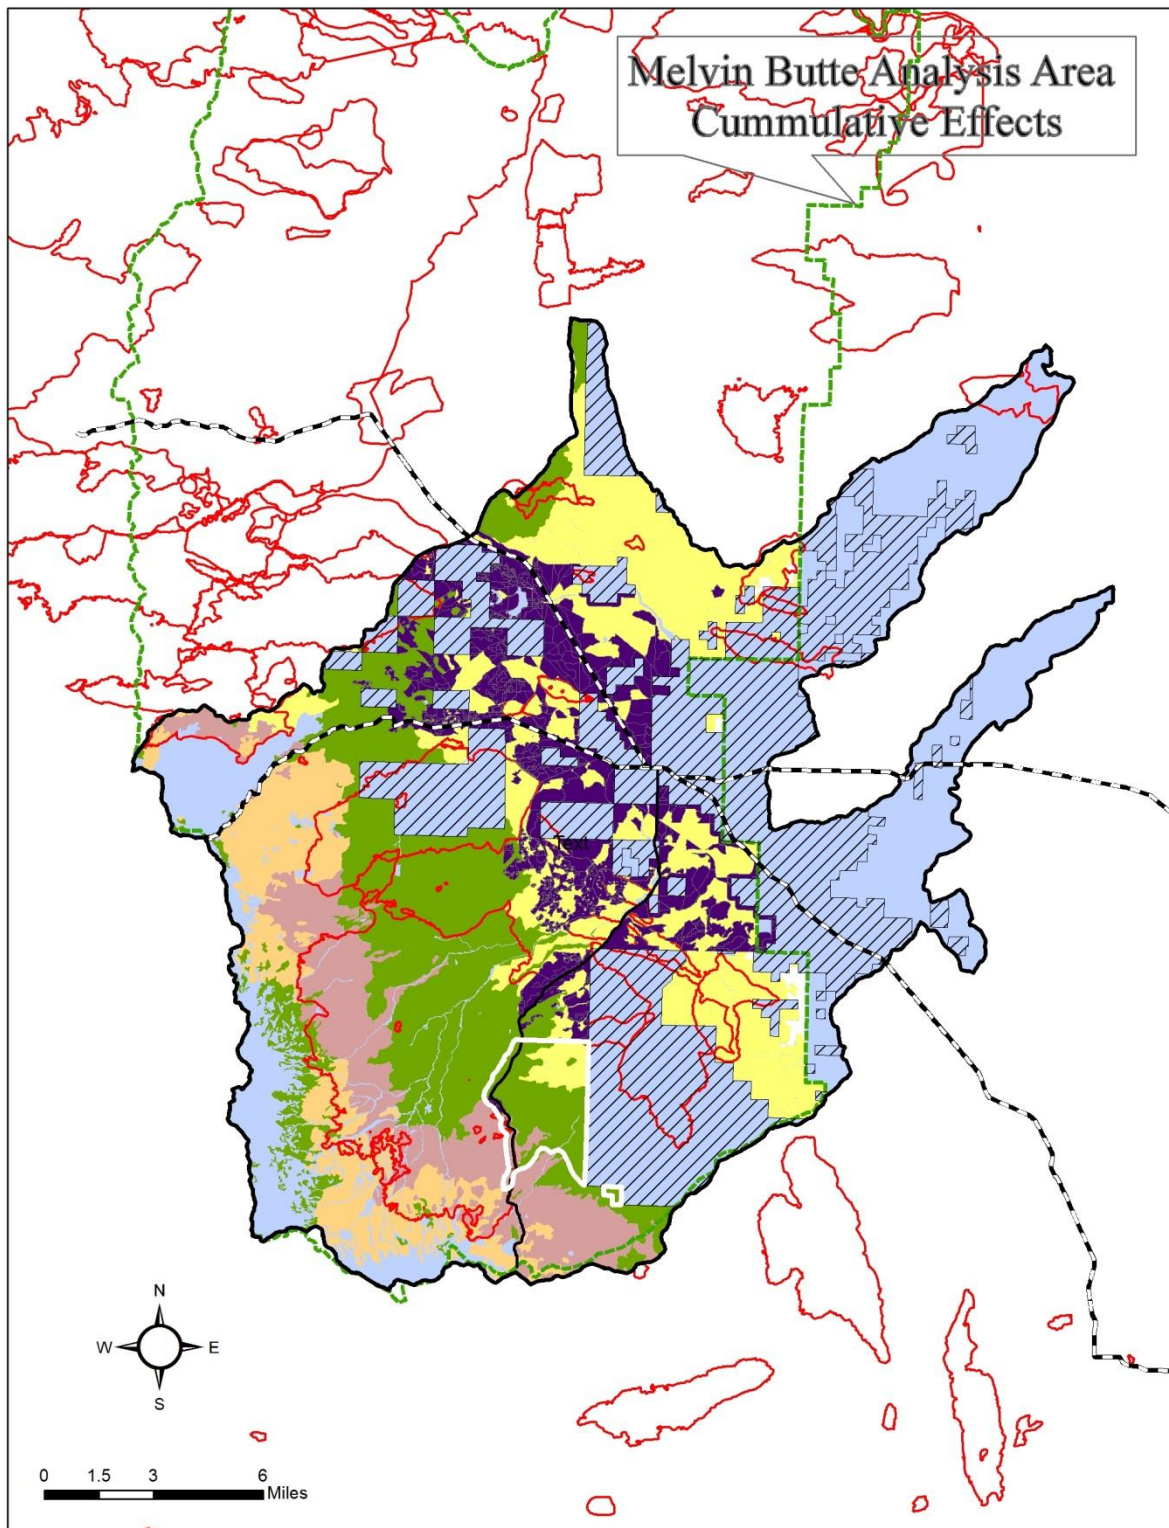 Melvin Butte Analysis Area
Cummulative Effects
Text
N
W E
S
0 1.5 3 6
Miles